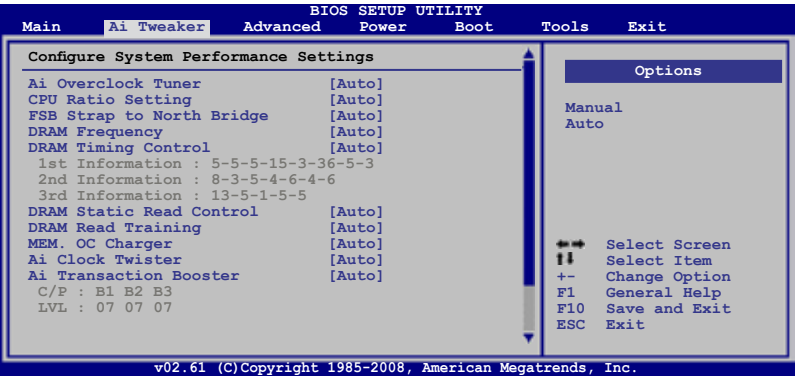 BIOS SETUP UTILITY
Main Ai Tweaker Advanced Power Boot Tools Exit
Configure System Performance Settings
Ai Overclock Tuner [Auto]
CPU Ratio Setting [Auto]
FSB Strap to North Bridge [Auto]
DRAM Frequency [Auto]
DRAM Timing Control [Auto]
1st Information : 5-5-5-15-3-36-5-3
2nd Information : 8-3-5-4-6-4-6
3rd Information : 13-5-1-5-5
DRAM Static Read Control [Auto]
DRAM Read Training [Auto]
MEM. OC Charger [Auto]
Ai Clock Twister [Auto]
Ai Transaction Booster [Auto]
C/P : B1 B2 B3
LVL : 07 07 07
Options
Manual
Auto
Select Screen
Select Item
+- Change Option
F1 General Help
F10 Save and Exit
ESC Exit
v02.61 (C)Copyright 1985-2008, American Megatrends, Inc.